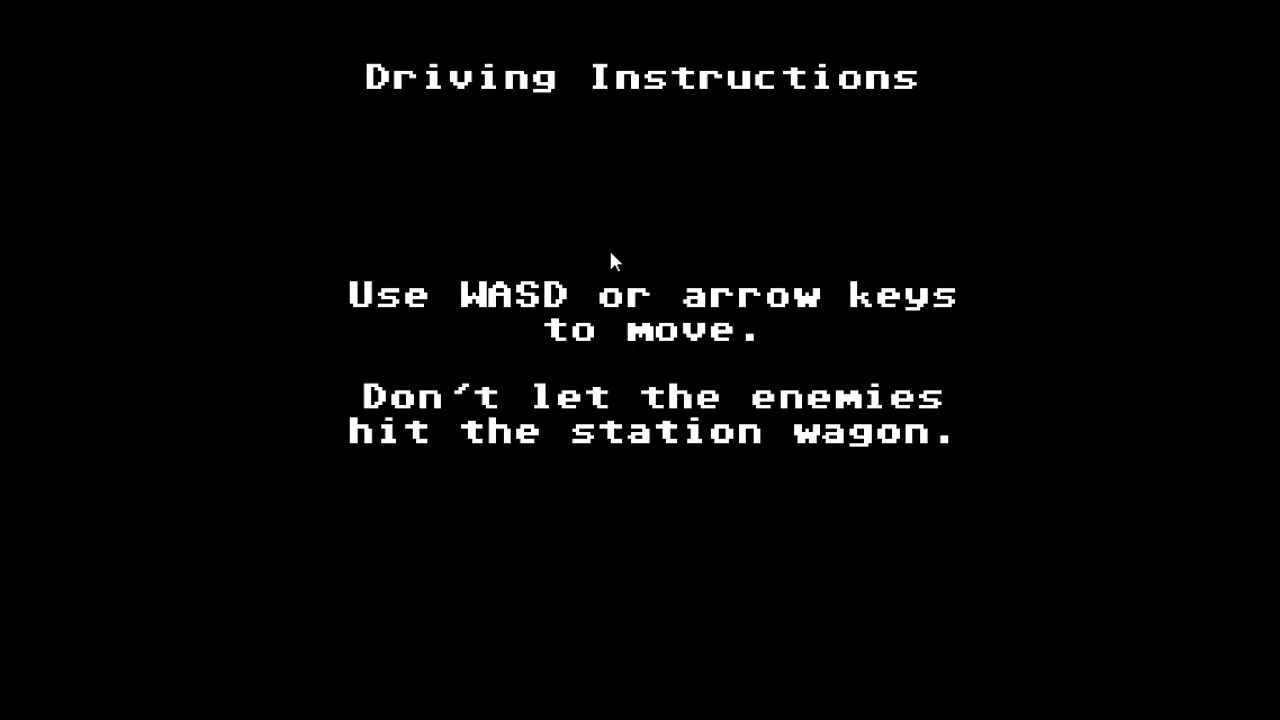 Driving Instructions
Use WASD or arrow keys
to move.
Don't let the enemies
hit the station wagon.